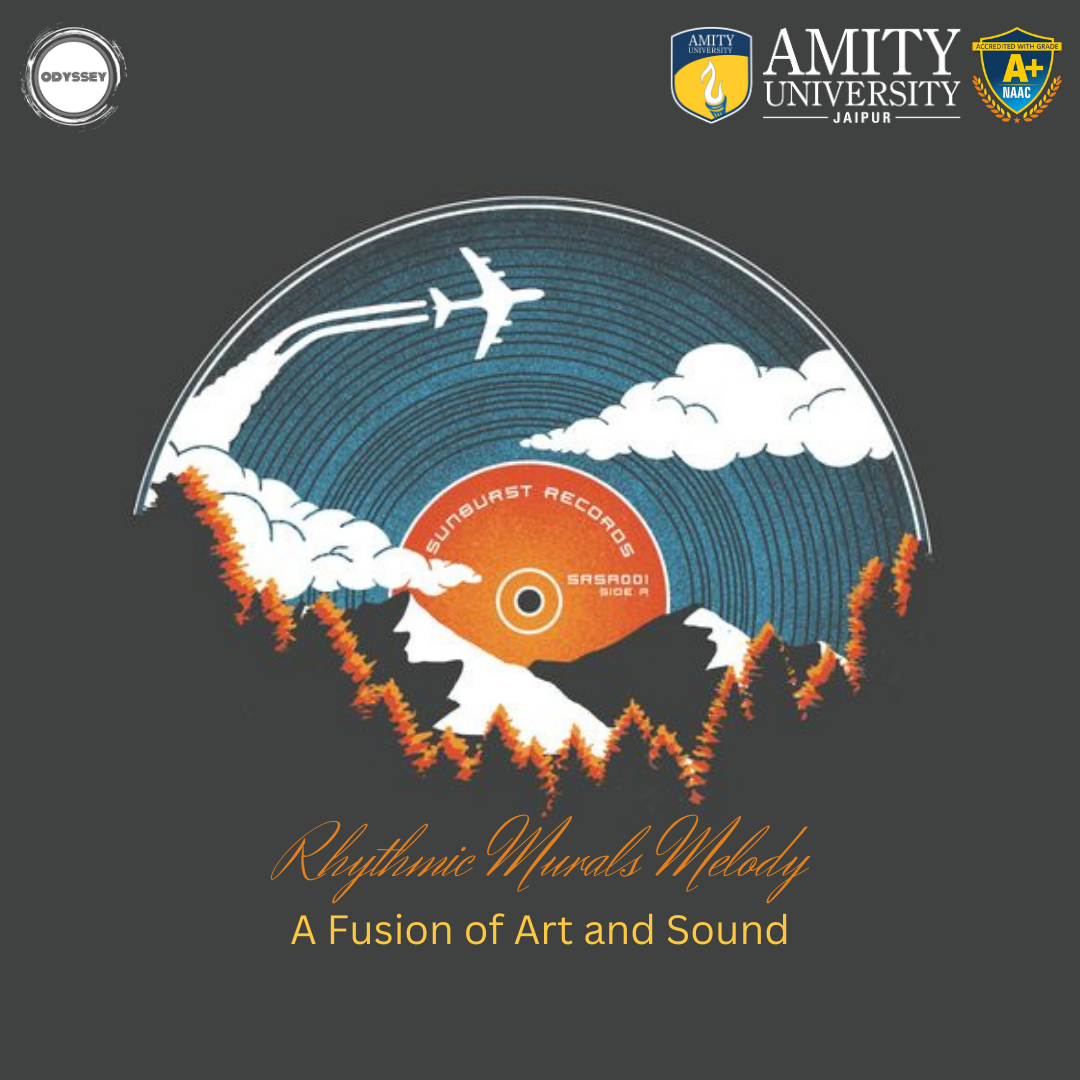 ODYSSEY
AMITY
UNIVERSITY
AMITY
UNIVERSITY
JAIPUR
ACCREDITED WITH GRADE
A+
NAAC
SUNBURST RECORDS
SASA001
SIDE A
Rhythmic Murals Melody
A Fusion of Art and Sound